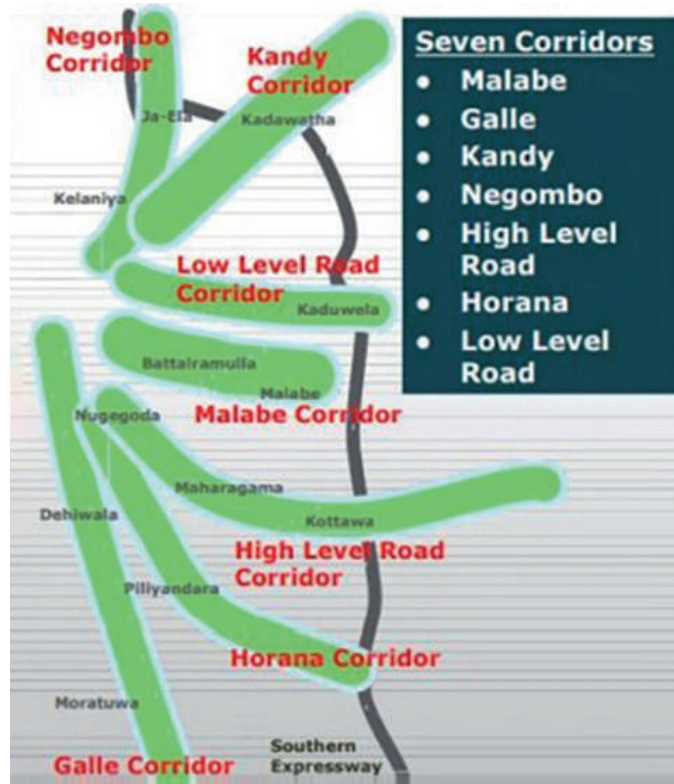 Negombo
Corridor
Kandy
Corridor
Ja-Ela
Kadawatha
Kelaniya
Low Level Road
Corridor
Kaduwela
Battalramulla
Malabe
Malabe Corridor
Nugegoda
Maharagama
Dehiwala
Kottawa
High Level Road
Corridor
Piliyandara
Horana Corridor
Moratuwa
Southern
Expressway
Galle Corridor
Seven Corridors
● Malabe
● Galle
● Kandy
● Negombo
● High Level
Road
● Horana
● Low Level
Road